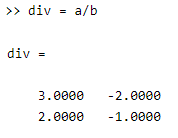 >> div = a/b
div =
3.0000 -2.0000
2.0000 -1.0000